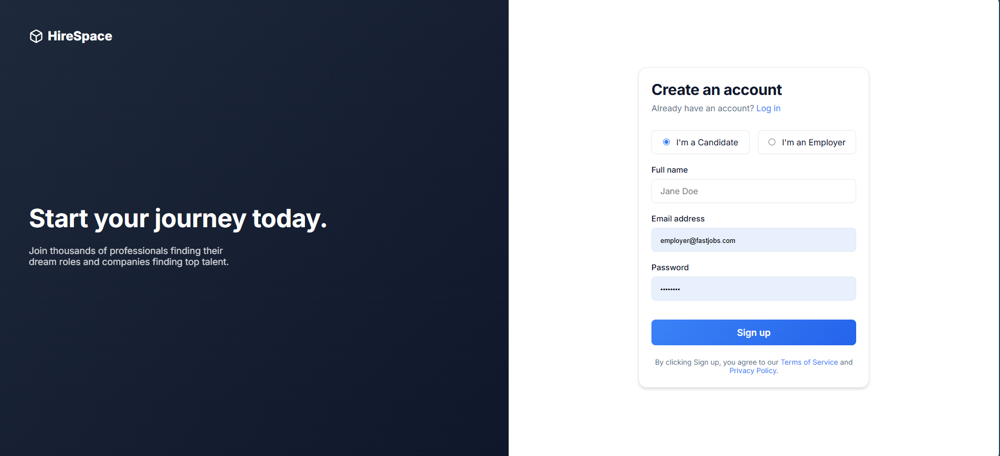 HireSpace
Start your journey today.
Join thousands of professionals finding their
dream roles and companies finding top talent.
Create an account
Already have an account? Log in
I'm a Candidate
I'm an Employer
Full name
Jane Doe
Email address
employer@fastjobs.com
Password
••••••••
Sign up
By clicking Sign up, you agree to our Terms of Service and
Privacy Policy.